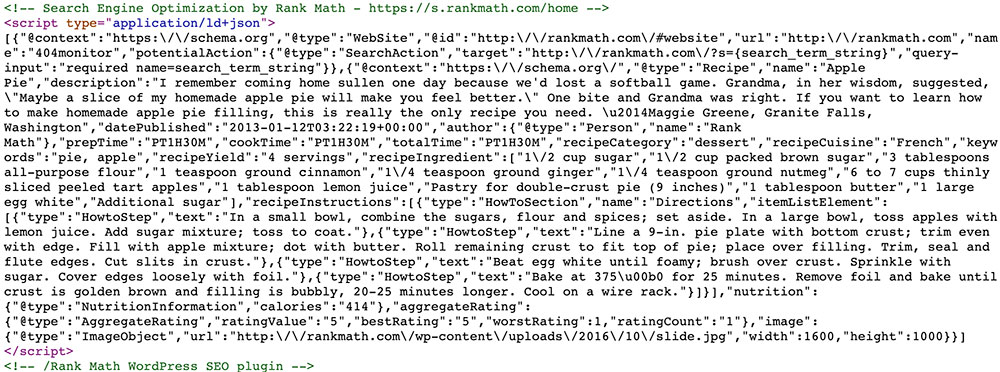 <!-- Search Engine Optimization by Rank Math - https://s.rankmath.com/home -->
<script type="application/ld+json">
[{"@context":"https:\/\/schema.org","@type":"WebSite","@id":"http:\/\/rankmath.com\/#website","url":"http:\/\/rankmath.com","nam
e":"404monitor","potentialAction":{"@type":"SearchAction","target":"http:\/\/rankmath.com\/?s={search_term_string}","query-
input":"required name=search_term_string"}},{"@context":"https:\/\/schema.org\/","@type":"Recipe","name":"Apple
Pie","description":"I remember coming home sullen one day because we'd lost a softball game. Grandma, in her wisdom, suggested,
\"Maybe a slice of my homemade apple pie will make you feel better.\" One bite and Grandma was right. If you want to learn how
to make homemade apple pie filling, this is really the only recipe you need. \u2014Maggie Greene, Granite Falls,
Washington","datePublished":"2013-01-12T03:22:19+00:00","author":{"@type":"Person","name":"Rank
Math"},"prepTime":"PT1H30M","cookTime":"PT1H30M","totalTime":"PT1H30M","recipeCategory":"dessert","recipeCuisine":"French","keyw
ords":"pie, apple","recipeYield":"4 servings","recipeIngredient":["1\/2 cup sugar","1\/2 cup packed brown sugar","3 tablespoons
all-purpose flour","1 teaspoon ground cinnamon","1\/4 teaspoon ground ginger","1\/4 teaspoon ground nutmeg","6 to 7 cups thinly
sliced peeled tart apples","1 tablespoon lemon juice","Pastry for double-crust pie (9 inches)","1 tablespoon butter","1 large
egg white","Additional sugar"],"recipeInstructions":[{"type":"HowToSection","name":"Directions","itemListElement":
[{"type":"HowtoStep","text":"In a small bowl, combine the sugars, flour and spices; set aside. In a large bowl, toss apples with
lemon juice. Add sugar mixture; toss to coat."},{"type":"HowtoStep","text":"Line a 9-in. pie plate with bottom crust; trim even
with edge. Fill with apple mixture; dot with butter. Roll remaining crust to fit top of pie; place over filling. Trim, seal and
flute edges. Cut slits in crust."},{"type":"HowtoStep","text":"Beat egg white until foamy; brush over crust. Sprinkle with
sugar. Cover edges loosely with foil."},{"type":"HowtoStep","text":"Bake at 375\u00b0 for 25 minutes. Remove foil and bake until
crust is golden brown and filling is bubbly, 20-25 minutes longer. Cool on a wire rack."}]}],"nutrition":
{"@type":"NutritionInformation","calories":"414"},"aggregateRating":
{"@type":"AggregateRating","ratingValue":"5","bestRating":"5","worstRating":1,"ratingCount":"1"},"image":
{"@type":"ImageObject","url":"http:\/\/rankmath.com\/wp-content\/uploads\/2016\/10\/slide.jpg","width":1600,"height":1000}}]
</script>
<!-- /Rank Math WordPress SEO plugin -->